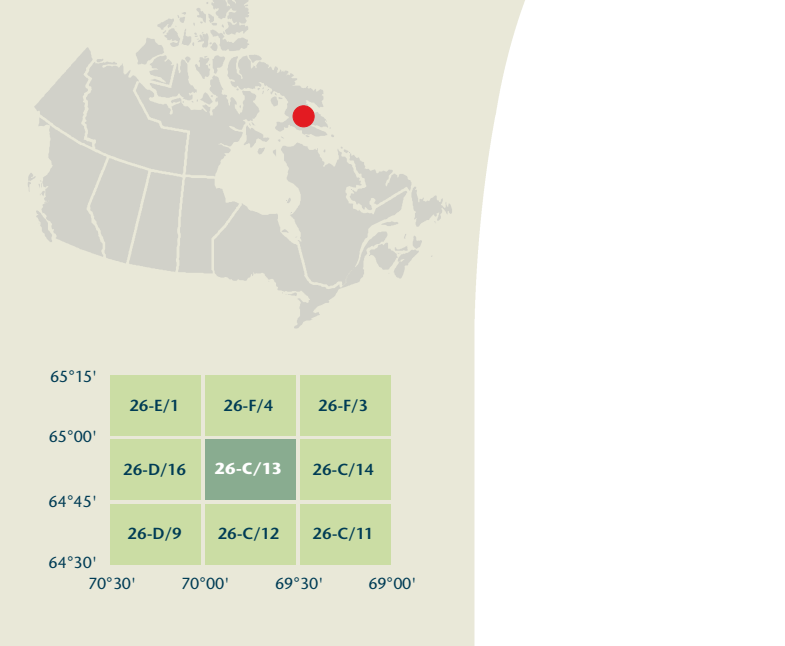 65°15'
26-E/1 26-F/4 26-F/3
65°00'
26-D/16 26-C/13 26-C/14
64°45'
26-D/9 26-C/12 26-C/11
64°30'
70°30' 70°00' 69°30' 69°00'